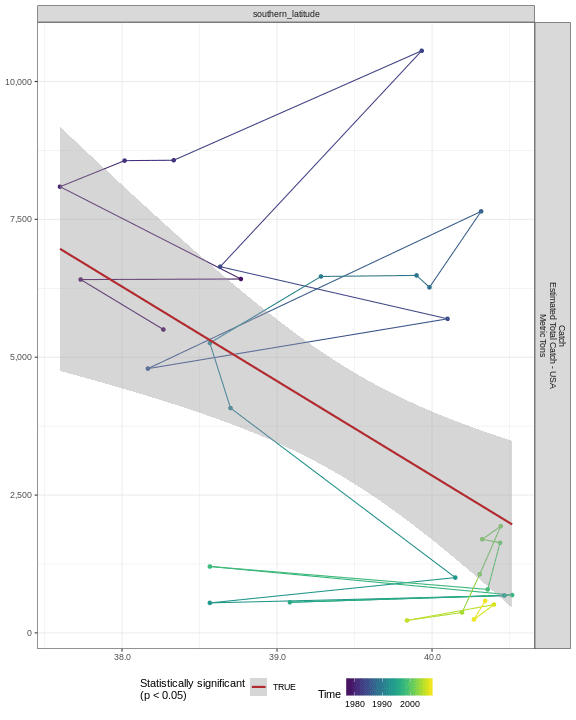 southern_latitude
10,000
7,500
5,000
2,500
0
38.0
39.0
40.0
Catch
Estimated Total Catch - USA
Metric Tons
Statistically significant
(p < 0.05)
TRUE
Time
1980
1990
2000